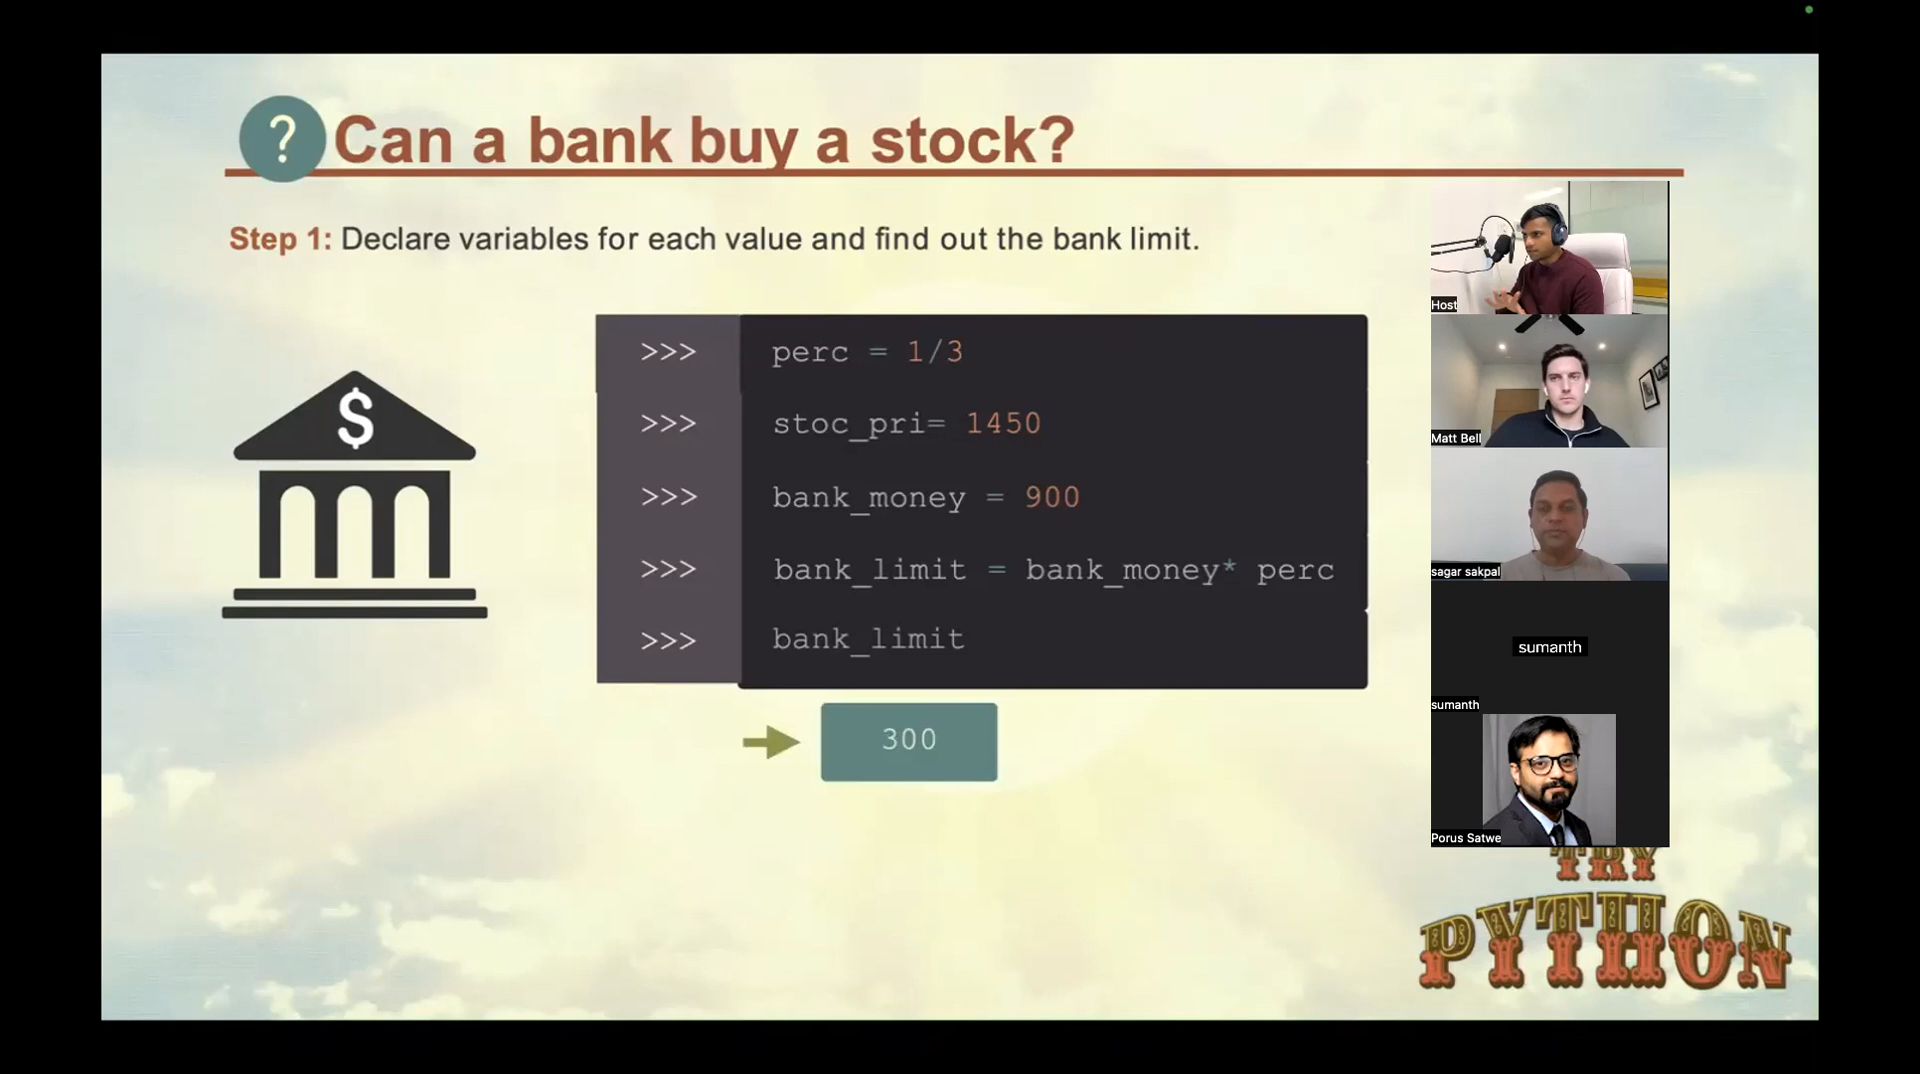 ?
Can a bank buy a stock?
Step 1: Declare variables for each value and find out the bank limit.
$
>>> perc = 1/3
>>> stoc_pri= 1450
>>> bank_money = 900
>>> bank_limit = bank_money* perc
>>> bank_limit
300
Host
Matt Bell
sagar sakpal
sumanth
sumanth
Porus Satwe
TRY
PYTHON